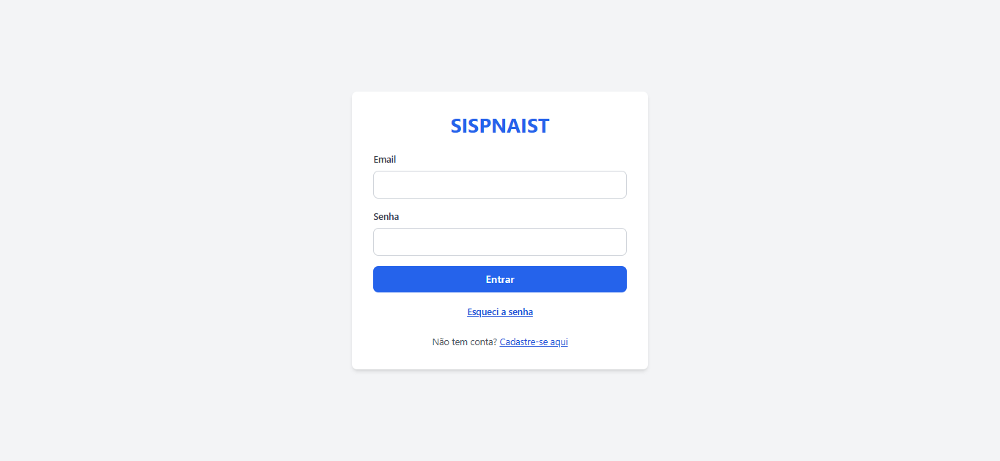 SISPNAIST
Email
Senha
Entrar
Esqueci a senha
Não tem conta? Cadastre-se aqui